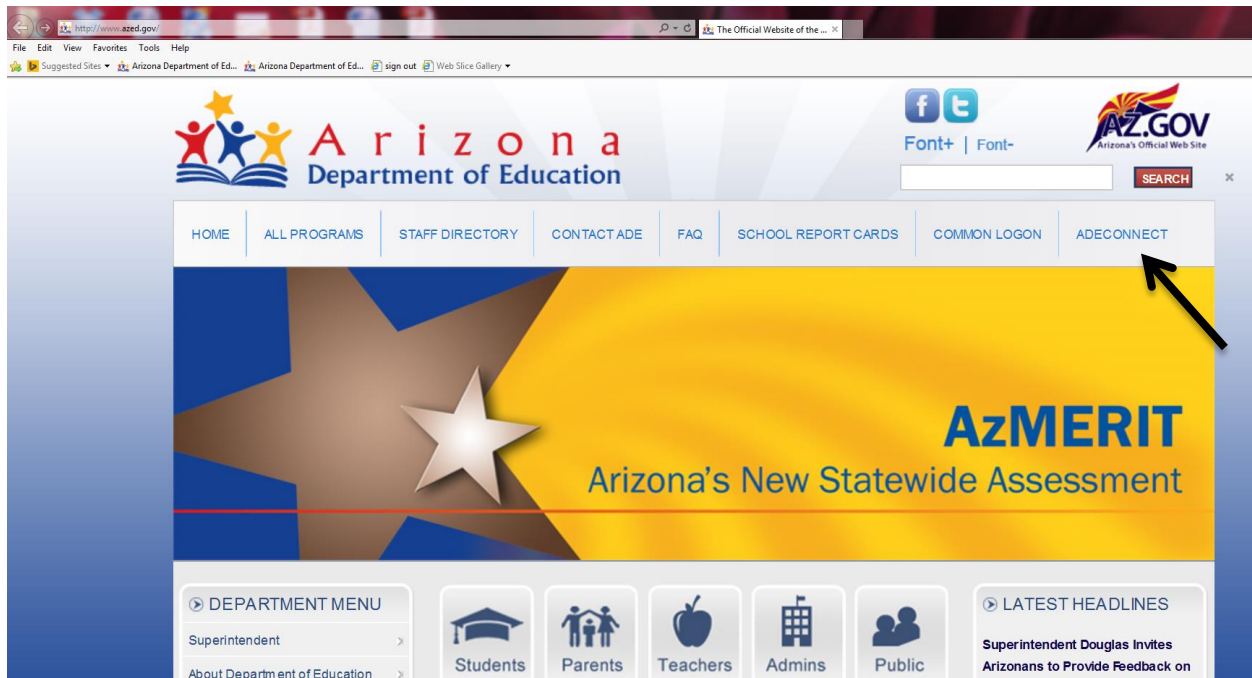 http://www.azed.gov/
The Official Website of the ...
File Edit View Favorites Tools Help
Suggested Sites Arizona Department of Ed... Arizona Department of Ed... sign out Web Slice Gallery
Arizona
Department of Education
f t
Font+ | Font-
AZ.GOV
Arizona's Official Web Site
SEARCH
HOME ALL PROGRAMS STAFF DIRECTORY CONTACT ADE FAQ SCHOOL REPORT CARDS COMMON LOGON ADECONNECT
AzMERIT
Arizona's New Statewide Assessment
DEPARTMENT MENU
Superintendent
About Department of Education
Students Parents Teachers Admins Public
LATEST HEADLINES
Superintendent Douglas Invites
Arizonans to Provide Feedback on